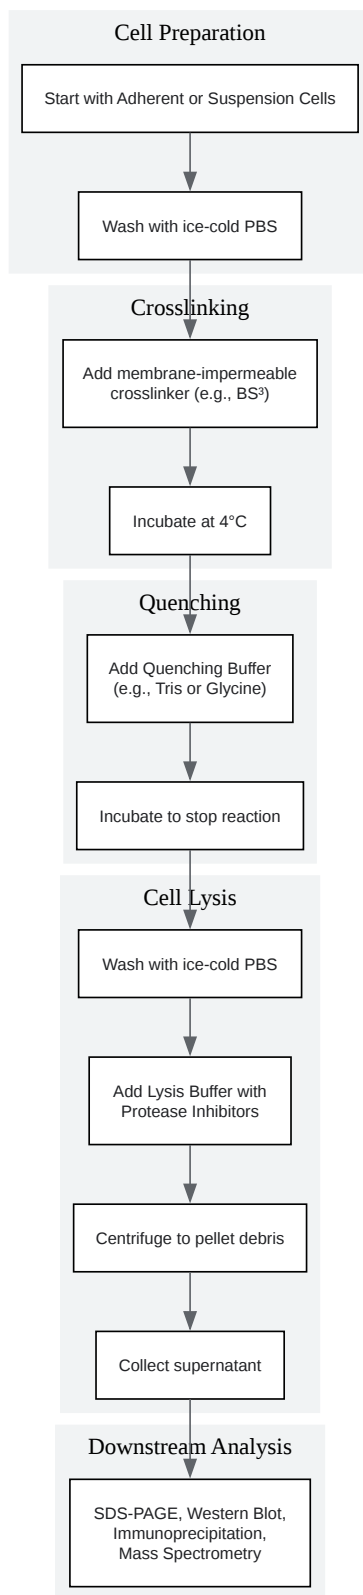 Cell Preparation
Start with Adherent or Suspension Cells
Wash with ice-cold PBS
Crosslinking
Add membrane-impermeable
crosslinker (e.g., BS³)
Incubate at 4°C
Quenching
Add Quenching Buffer
(e.g., Tris or Glycine)
Incubate to stop reaction
Cell Lysis
Wash with ice-cold PBS
Add Lysis Buffer with
Protease Inhibitors
Centrifuge to pellet debris
Collect supernatant
Downstream Analysis
SDS-PAGE, Western Blot,
Immunoprecipitation,
Mass Spectrometry